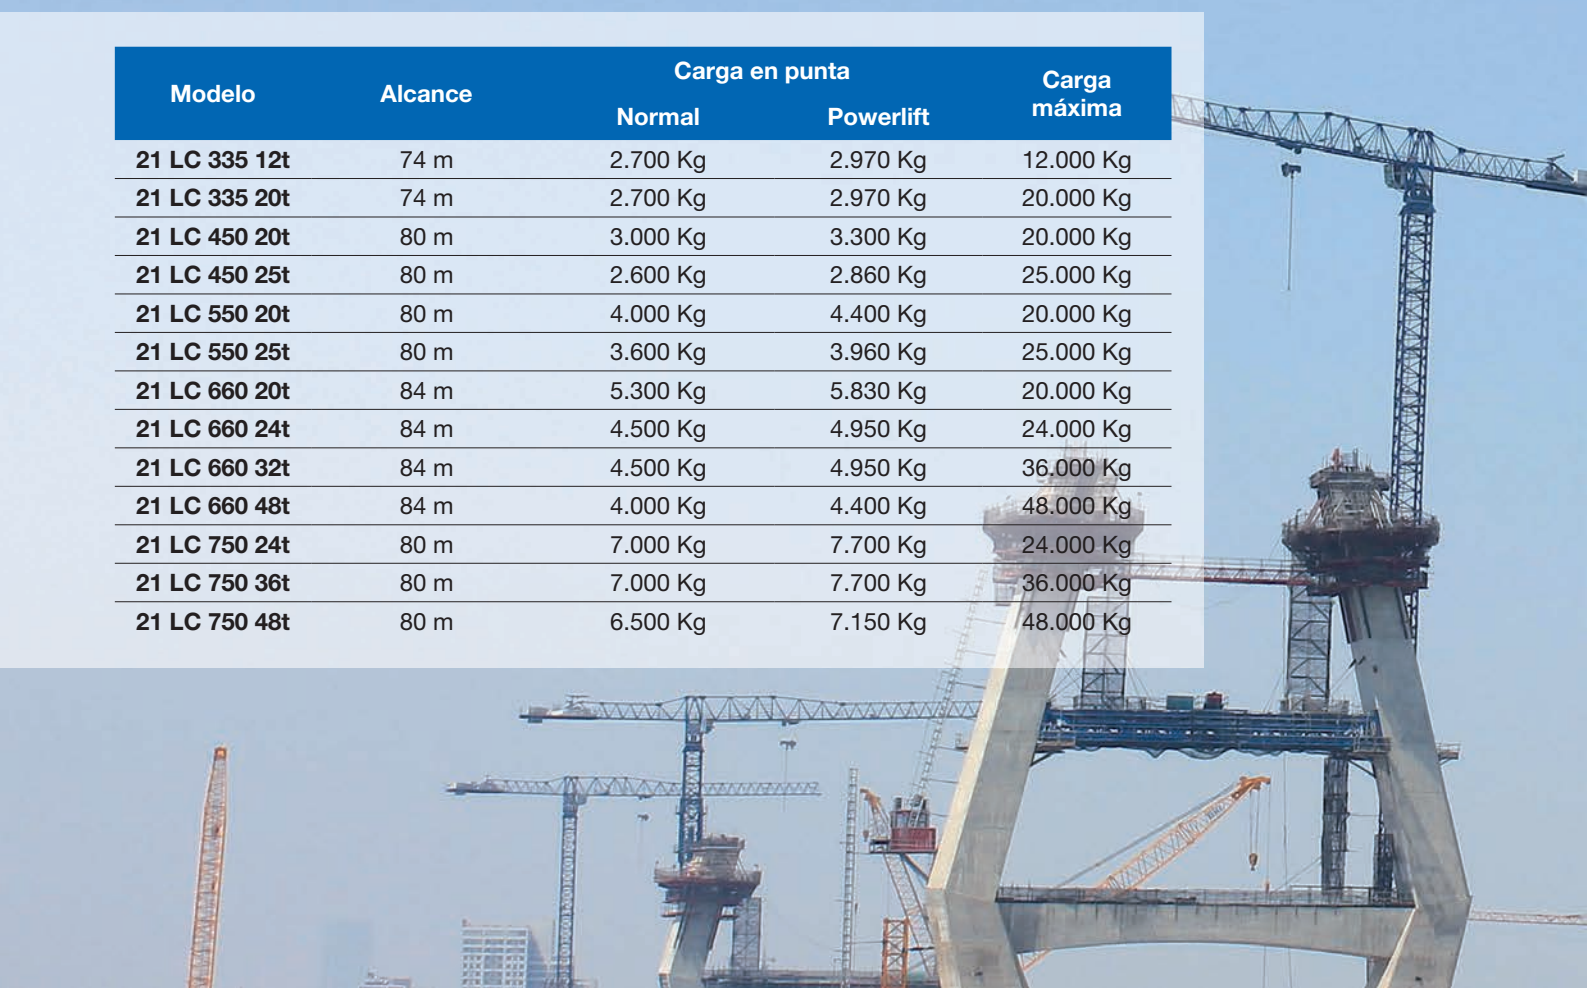 Modelo Alcance Carga en punta Carga máxima
Normal Powerlift
21 LC 335 12t 74 m 2.700 Kg 2.970 Kg 12.000 Kg
21 LC 335 20t 74 m 2.700 Kg 2.970 Kg 20.000 Kg
21 LC 450 20t 80 m 3.000 Kg 3.300 Kg 20.000 Kg
21 LC 450 25t 80 m 2.600 Kg 2.860 Kg 25.000 Kg
21 LC 550 20t 80 m 4.000 Kg 4.400 Kg 20.000 Kg
21 LC 550 25t 80 m 3.600 Kg 3.960 Kg 25.000 Kg
21 LC 660 20t 84 m 5.300 Kg 5.830 Kg 20.000 Kg
21 LC 660 24t 84 m 4.500 Kg 4.950 Kg 24.000 Kg
21 LC 660 32t 84 m 4.500 Kg 4.950 Kg 36.000 Kg
21 LC 660 48t 84 m 4.000 Kg 4.400 Kg 48.000 Kg
21 LC 750 24t 80 m 7.000 Kg 7.700 Kg 24.000 Kg
21 LC 750 36t 80 m 7.000 Kg 7.700 Kg 36.000 Kg
21 LC 750 48t 80 m 6.500 Kg 7.150 Kg 48.000 Kg